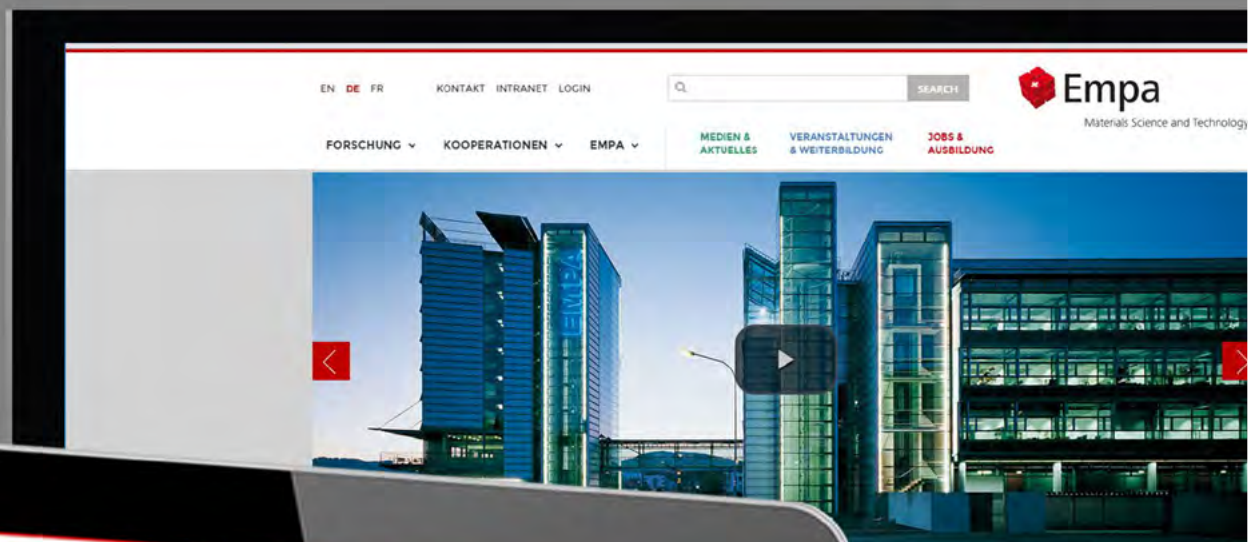 EN DE FR
KONTAKT INTRANET LOGIN
SEARCH
Empa
Materials Science and Technology
FORSCHUNG
KOOPERATIONEN
EMPA
MEDIEN &
AKTUELLES
VERANSTALTUNGEN
& WEITERBILDUNG
JOBS &
AUSBILDUNG
EMPA